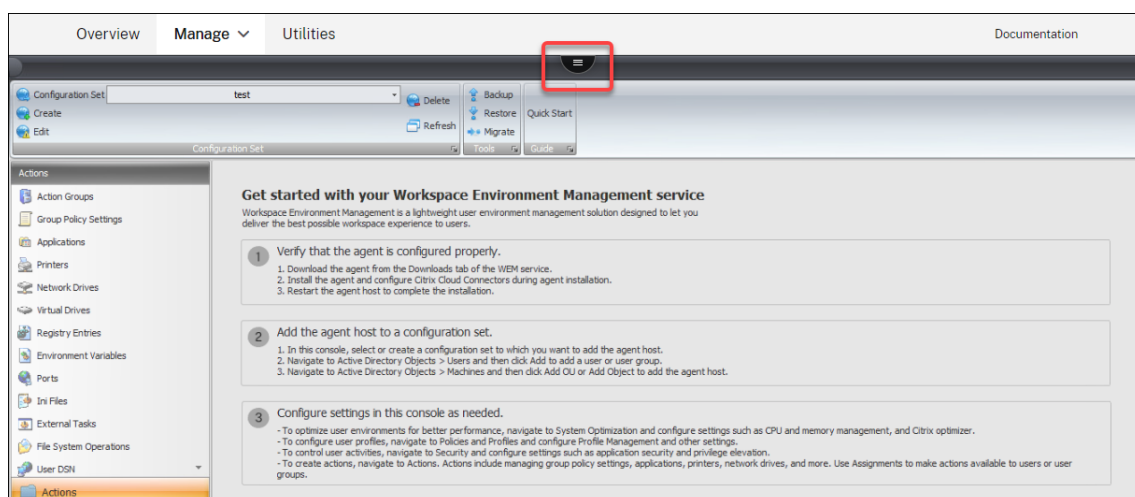 Overview Manage Utilities Documentation
Configuration Set test Delete Backup
Create Restore Quick Start
Edit Refresh Migrate
Configuration Set Tools Guide
Actions
Action Groups
Group Policy Settings
Applications
Printers
Network Drives
Virtual Drives
Registry Entries
Environment Variables
Ports
Ini Files
External Tasks
File System Operations
User DSN
Actions
Get started with your Workspace Environment Management service
Workspace Environment Management is a lightweight user environment management solution designed to let you
deliver the best possible workspace experience to users.
1 Verify that the agent is configured properly.
1. Download the agent from the Downloads tab of the WEM service.
2. Install the agent and configure Citrix Cloud Connectors during agent installation.
3. Restart the agent host to complete the installation.
2 Add the agent host to a configuration set.
1. In this console, select or create a configuration set to which you want to add the agent host.
2. Navigate to Active Directory Objects > Users and then click Add to add a user or user group.
3. Navigate to Active Directory Objects > Machines and then click Add OU or Add Object to add the agent host.
3 Configure settings in this console as needed.
- To optimize user environments for better performance, navigate to System Optimization and configure settings such as CPU and memory management, and Citrix optimizer.
- To configure user profiles, navigate to Policies and Profiles and configure Profile Management and other settings.
- To control user activities, navigate to Security and configure settings such as application security and privilege elevation.
- To create actions, navigate to Actions. Actions include managing group policy settings, applications, printers, network drives, and more. Use Assignments to make actions available to users or user
groups.